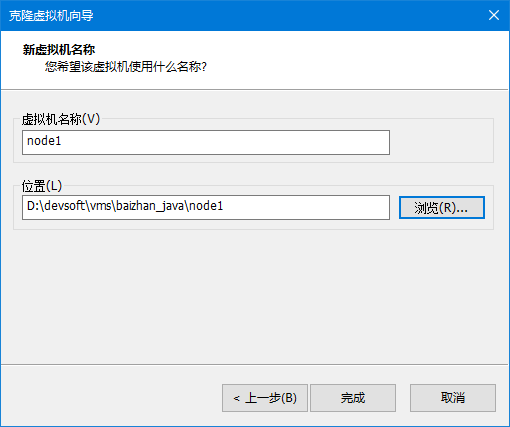 克隆虚拟机向导
新虚拟机名称
您希望该虚拟机使用什么名称?
虚拟机名称(V)
node1
位置(L)
D:\devsoft\vms\baizhan_java\node1
浏览(R)...
< 上一步(B)
完成
取消